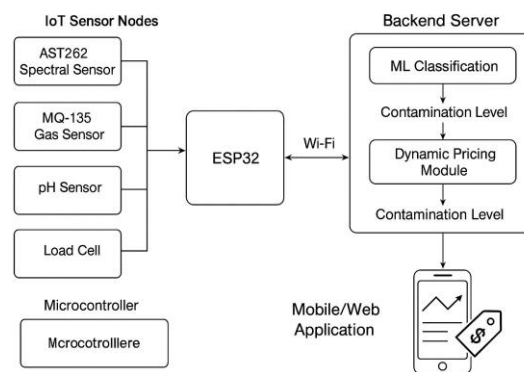 IoT Sensor Nodes
AST262
Spectral Sensor
MQ-135
Gas Sensor
pH Sensor
Load Cell
Microcontroller
Mcrocotrolllere
ESP32
Wi-Fi
Backend Server
ML Classification
Contamination Level
Dynamic Pricing
Module
Contamination Level
Mobile/Web
Application
$